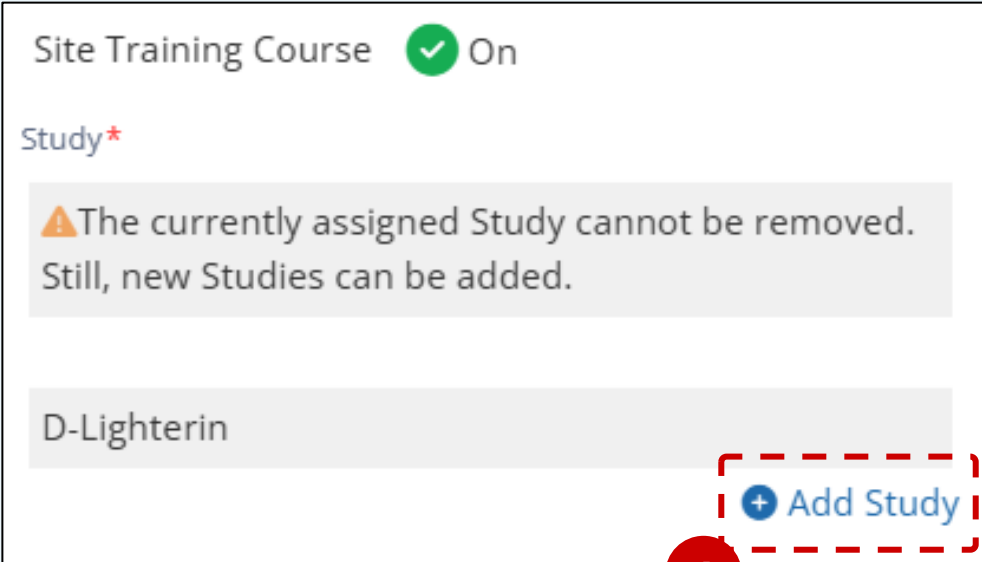 Site Training Course On
Study*
The currently assigned Study cannot be removed.
Still, new Studies can be added.
D-Lighterin
Add Study